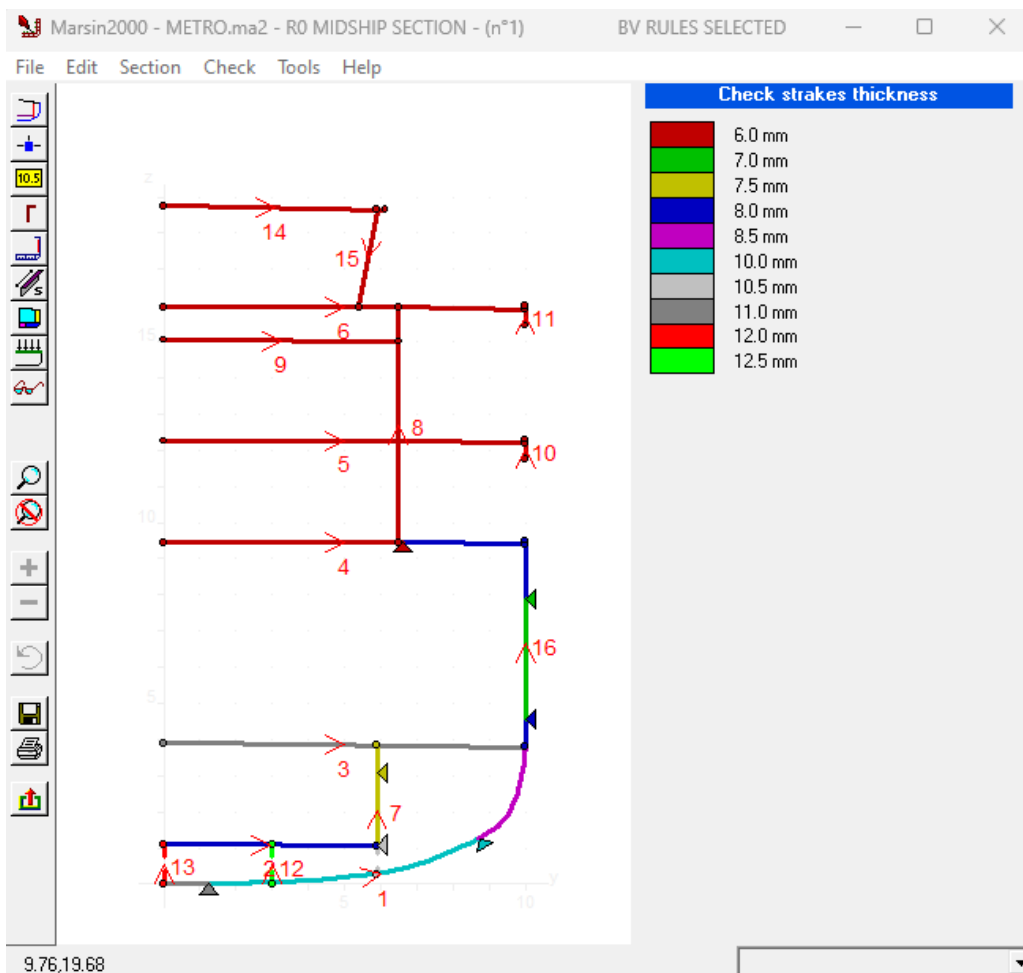 Marsin2000 - METRO.ma2 - R0 MIDSHIP SECTION - (n°1) BV RULES SELECTED
File Edit Section Check Tools Help
Check strakes thickness
6.0 mm
7.0 mm
7.5 mm
8.0 mm
8.5 mm
10.0 mm
10.5 mm
11.0 mm
12.0 mm
12.5 mm
10.5
s
z
14
15
6
11
15
9
8
5
10
10
4
16
5
3
7
13
2
12
1
5
10
y
9.76,19.68